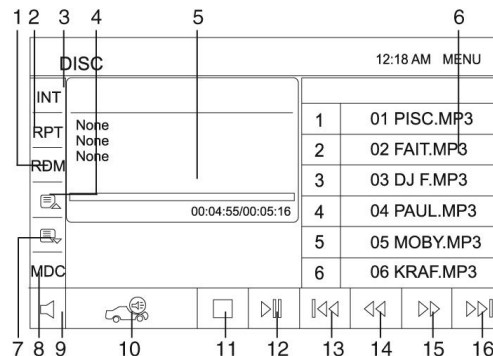 1 2 3 4 5 6
DISC 12:18 AM MENU
INT
RPT
RDM
MDC
None
None
None
00:04:55/00:05:16
1 01 PISC.MP3
2 02 FAIT.MP3
3 03 DJ F.MP3
4 04 PAUL.MP3
5 05 MOBY.MP3
6 06 KRAF.MP3
7 8 9 10 11 12 13 14 15 16